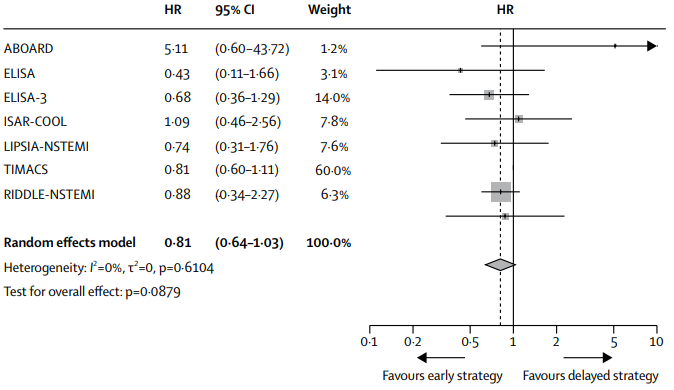 HR 95% CI Weight HR
ABOARD 5·11 (0·60–43·72) 1·2%
ELISA 0·43 (0·11–1·66) 3·1%
ELISA-3 0·68 (0·36–1·29) 14·0%
ISAR-COOL 1·09 (0·46–2·56) 7·8%
LIPSIA-NSTEMI 0·74 (0·31–1·76) 7·6%
TIMACS 0·81 (0·60–1·11) 60·0%
RIDDLE-NSTEMI 0·88 (0·34–2·27) 6·3%
Random effects model 0·81 (0·64–1·03) 100·0%
Heterogeneity: I²=0%, τ²=0, p=0·6104
Test for overall effect: p=0·0879
0·1 0·2 0·5 1 2 5 10
Favours early strategy Favours delayed strategy